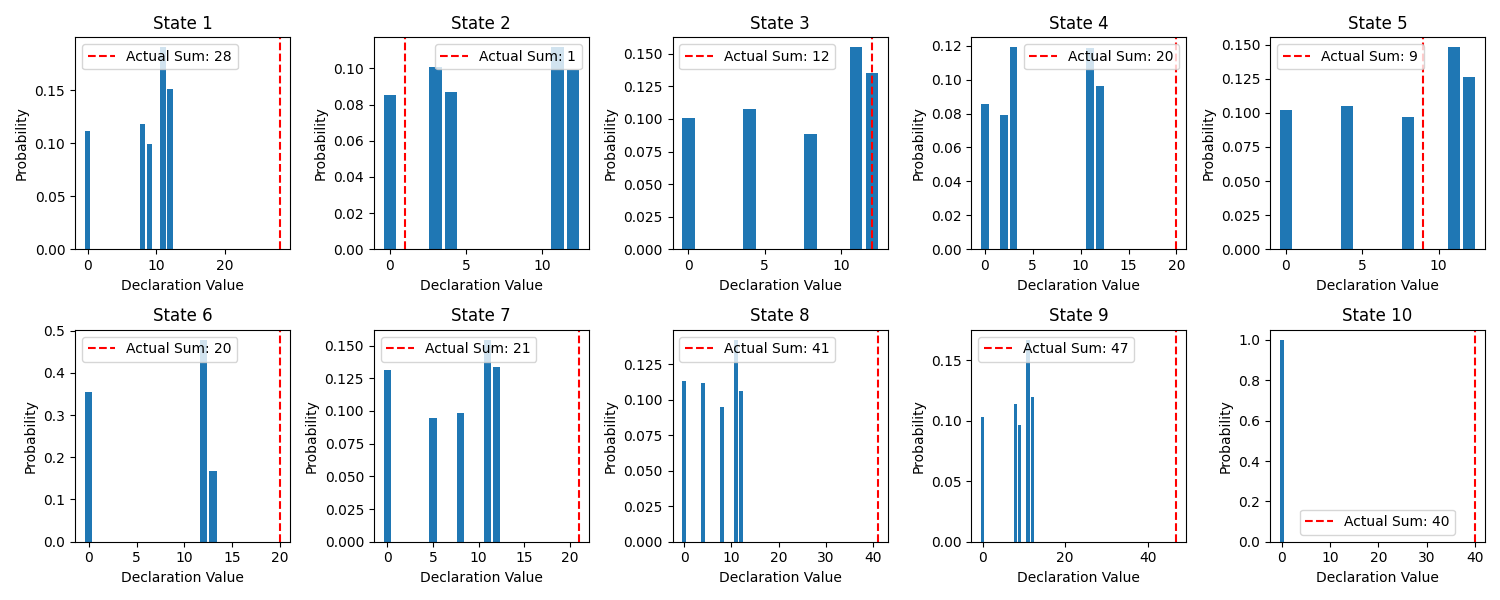 State 1
Actual Sum: 28
0.15
0.10
0.05
0.00
Probability
0
10
20
Declaration Value
State 2
Actual Sum: 1
0.10
0.08
0.06
0.04
0.02
0.00
Probability
0
5
10
Declaration Value
State 3
Actual Sum: 12
0.150
0.125
0.100
0.075
0.050
0.025
0.000
Probability
0
5
10
Declaration Value
State 4
Actual Sum: 20
0.12
0.10
0.08
0.06
0.04
0.02
0.00
Probability
0
5
10
15
20
Declaration Value
State 5
Actual Sum: 9
0.150
0.125
0.100
0.075
0.050
0.025
0.000
Probability
0
5
10
Declaration Value
State 6
Actual Sum: 20
0.5
0.4
0.3
0.2
0.1
0.0
Probability
0
5
10
15
20
Declaration Value
State 7
Actual Sum: 21
0.150
0.125
0.100
0.075
0.050
0.025
0.000
Probability
0
5
10
15
20
Declaration Value
State 8
Actual Sum: 41
0.125
0.100
0.075
0.050
0.025
0.000
Probability
0
10
20
30
40
Declaration Value
State 9
Actual Sum: 47
0.15
0.10
0.05
0.00
Probability
0
20
40
Declaration Value
State 10
1.0
0.8
0.6
0.4
0.2
0.0
Probability
Actual Sum: 40
0
10
20
30
40
Declaration Value